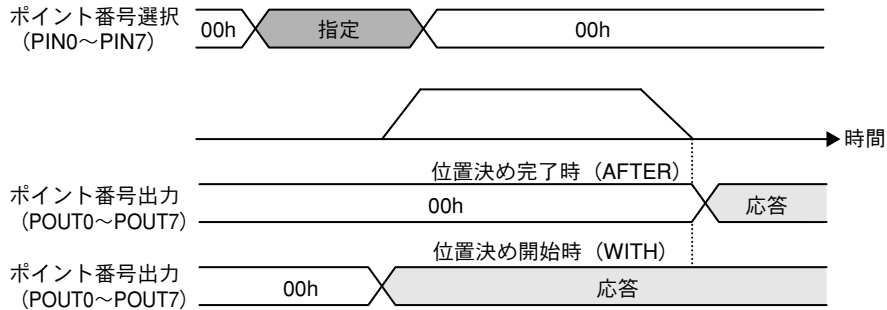 ポイント番号選択
（PIN0～PIN7）
00h 指定 00h
時間
位置決め完了時（AFTER）
ポイント番号出力
（POUT0～POUT7）
00h 応答
位置決め開始時（WITH）
ポイント番号出力
（POUT0～POUT7）
00h 応答